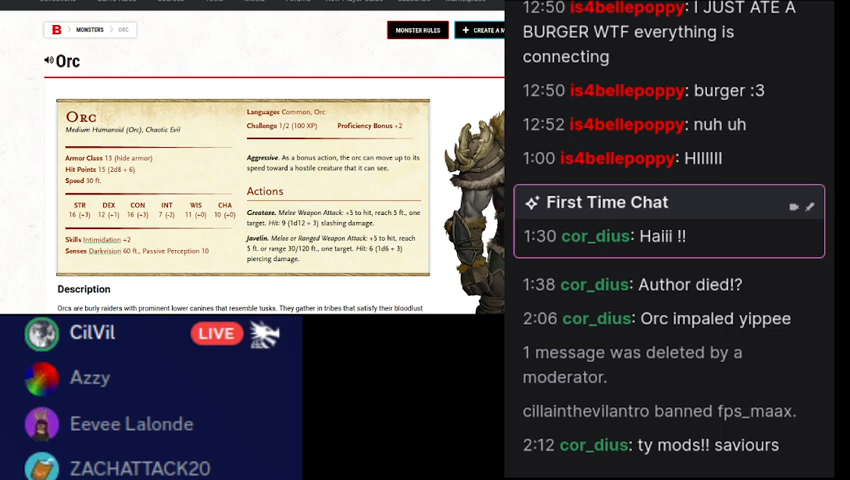 B MONSTERS ORC
MONSTER RULES
+ CREATE A M
Orc
ORC
Medium Humanoid (Orc), Chaotic Evil
Armor Class 13 (hide armor)
Hit Points 15 (2d8 + 6)
Speed 30 ft.
STR DEX CON INT WIS CHA
16 (+3) 12 (+1) 16 (+3) 7 (-2) 11 (+0) 10 (+0)
Skills Intimidation +2
Senses Darkvision 60 ft., Passive Perception 10
Languages Common, Orc
Challenge 1/2 (100 XP) Proficiency Bonus +2
Aggressive. As a bonus action, the orc can move up to its
speed toward a hostile creature that it can see.
Actions
Greataxe. Melee Weapon Attack: +5 to hit, reach 5 ft., one
target. Hit: 9 (1d12 + 3) slashing damage.
Javelin. Melee or Ranged Weapon Attack: +5 to hit, reach
5 ft. or range 30/120 ft., one target. Hit: 6 (1d6 + 3)
piercing damage.
Description
Orcs are burly raiders with prominent lower canines that resemble tusks. They gather in tribes that satisfy their bloodlust
CilVil LIVE
Azzy
Eevee Lalonde
ZACHATTACK20
12:50 is4bellepoppy: I JUST ATE A
BURGER WTF everything is
connecting
12:50 is4bellepoppy: burger :3
12:52 is4bellepoppy: nuh uh
1:00 is4bellepoppy: HIIIIII
First Time Chat
1:30 cor_dius: Haiii !!
1:38 cor_dius: Author died!?
2:06 cor_dius: Orc impaled yippee
1 message was deleted by a
moderator.
cillainthevilantro banned fps_maax.
2:12 cor_dius: ty mods!! saviours